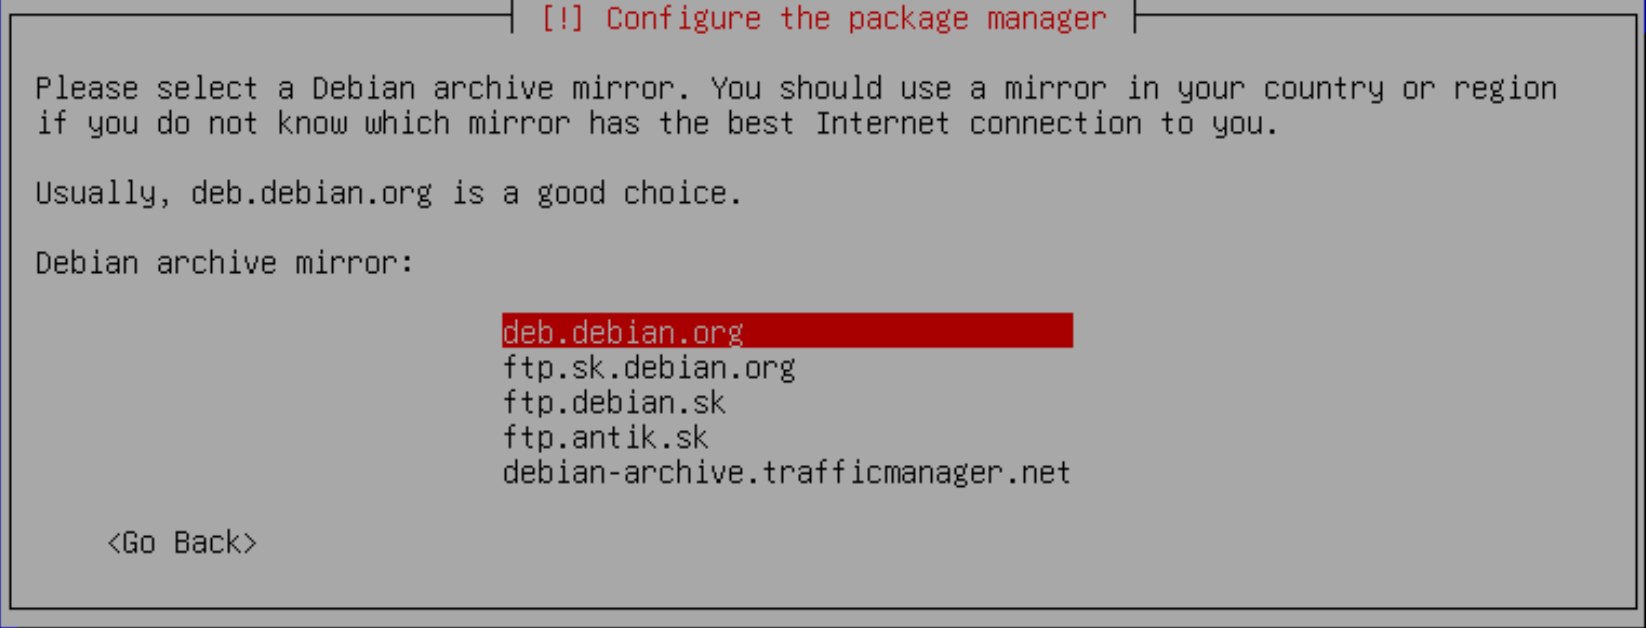 [!] Configure the package manager
Please select a Debian archive mirror. You should use a mirror in your country or region
if you do not know which mirror has the best Internet connection to you.
Usually, deb.debian.org is a good choice.
Debian archive mirror:
deb.debian.org
ftp.sk.debian.org
ftp.debian.sk
ftp.antik.sk
debian-archive.trafficmanager.net
<Go Back>